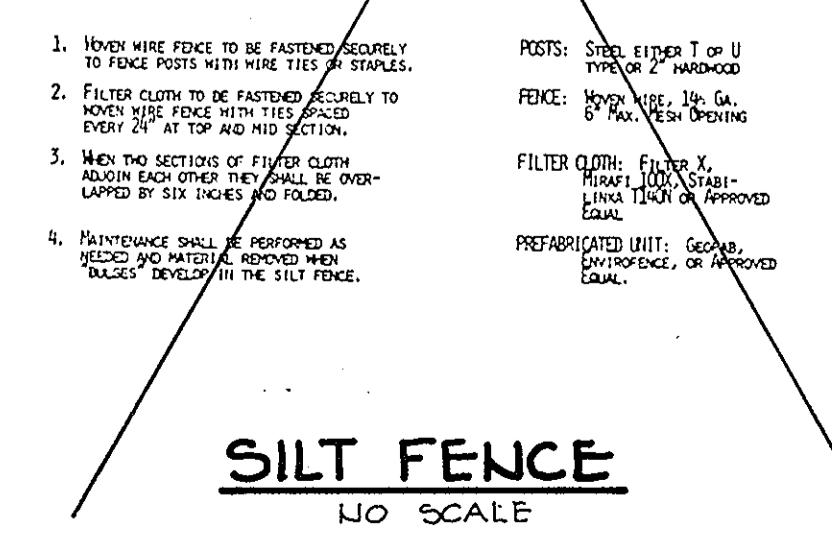 1. WOVEN WIRE FENCE TO BE FASTENED SECURELY
TO FENCE POSTS WITH WIRE TIES OR STAPLES.
2. FILTER CLOTH TO BE FASTENED SECURELY TO
WOVEN WIRE FENCE WITH TIES SPACED
EVERY 24" AT TOP AND MID SECTION.
3. WHEN TWO SECTIONS OF FILTER CLOTH
ADJOIN EACH OTHER THEY SHALL BE OVER-
LAPPED BY SIX INCHES AND FOLDED.
4. MAINTENANCE SHALL BE PERFORMED AS
NEEDED AND MATERIAL REMOVED WHEN
"BULGES" DEVELOP IN THE SILT FENCE.
POSTS: STEEL EITHER T OR U
TYPE OR 2" HARDWOOD
FENCE: WOVEN WIRE, 14½ GA.
6" MAX. MESH OPENING
FILTER CLOTH: FILTER X,
MIRAFI 100X, STABI-
LINKA T140N OR APPROVED
EQUAL
PREFABRICATED UNIT: GEOFAB,
ENVIROFENCE, OR APPROVED
EQUAL.
SILT FENCE
NO SCALE